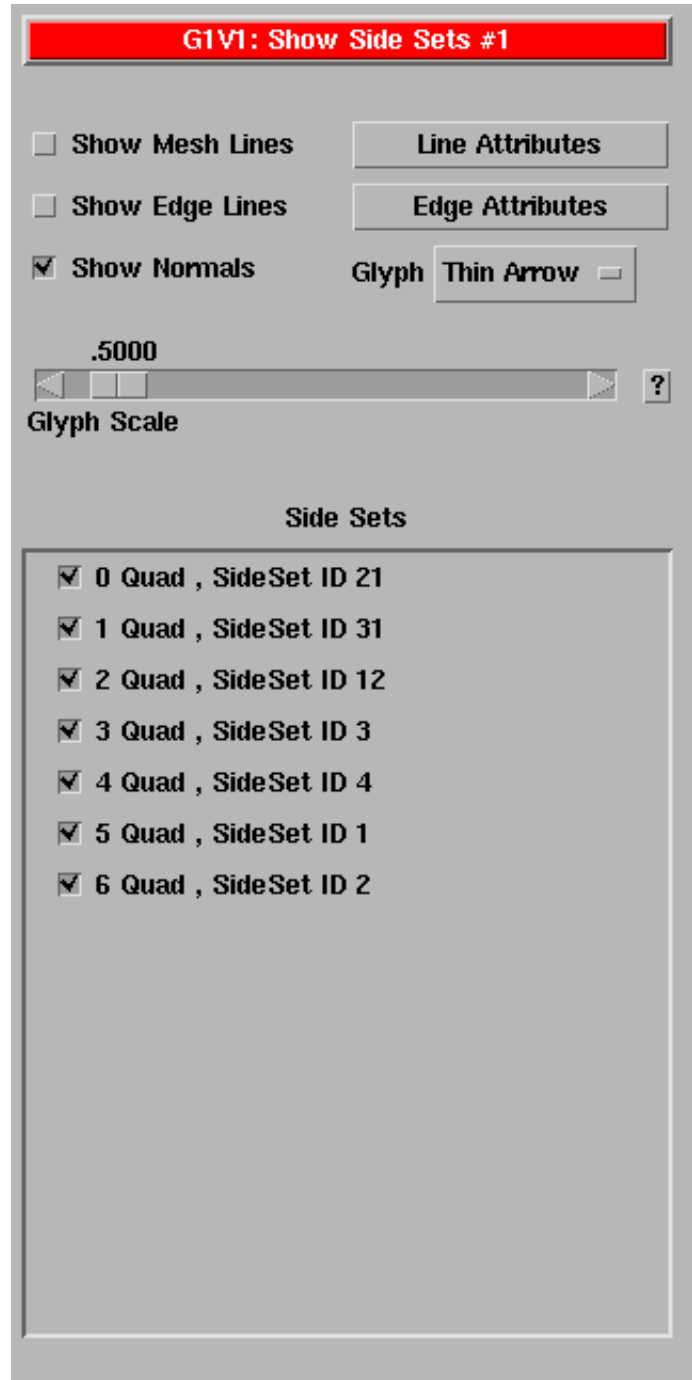 G1V1: Show Side Sets #1
Show Mesh Lines Line Attributes
Show Edge Lines Edge Attributes
Show Normals Glyph Thin Arrow
.5000
?
Glyph Scale
Side Sets
0 Quad , SideSet ID 21
1 Quad , SideSet ID 31
2 Quad , SideSet ID 12
3 Quad , SideSet ID 3
4 Quad , SideSet ID 4
5 Quad , SideSet ID 1
6 Quad , SideSet ID 2